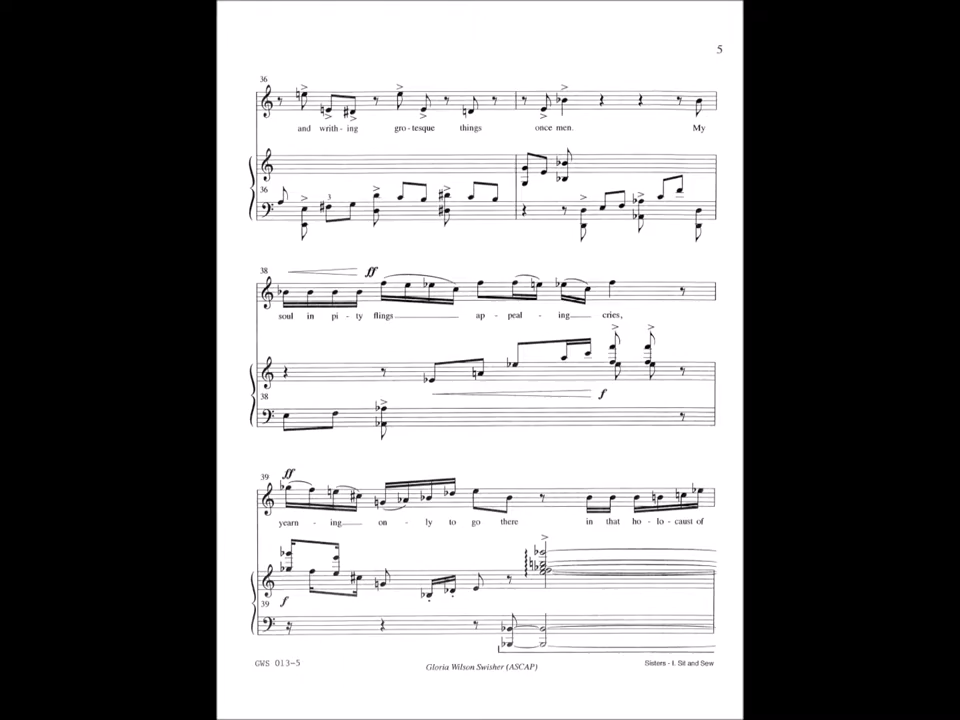 5
36
and writh - ing gro - tesque things once men. My
36
3
38
ff
soul in pi - ty flings ap - peal - ing cries,
f
38
39
ff
yearn - ing on - ly to go there in that ho - lo - caust of
f
39
GWS 013-5
Gloria Wilson Swisher (ASCAP)
Sisters - I. Sit and Sew